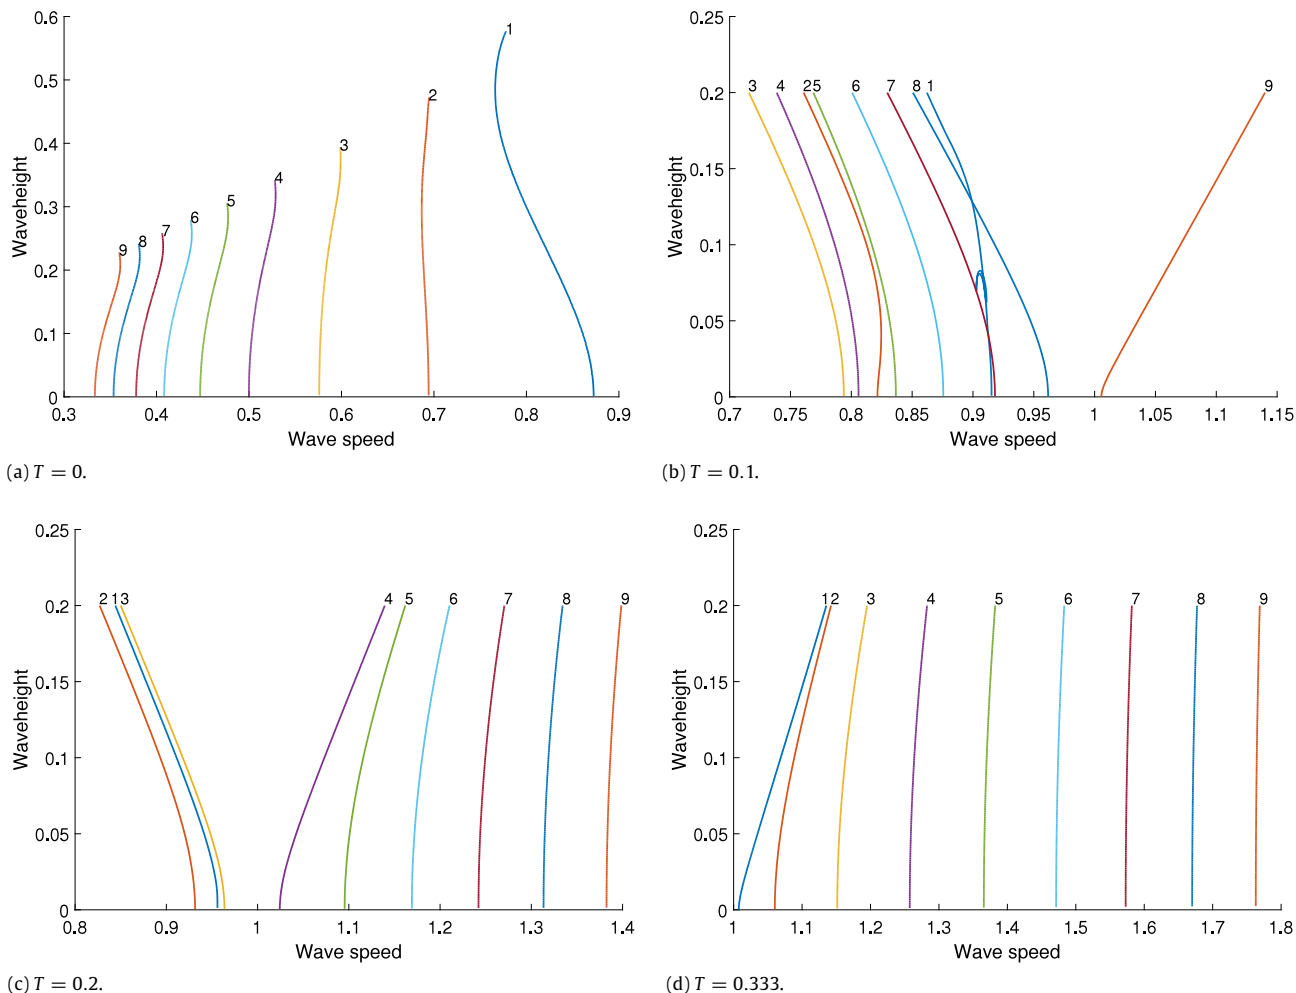 0.6
0.5
0.4
0.3
0.2
0.1
0
Waveheight
1
2
3
4
5
6
7
8
9
0.3 0.4 0.5 0.6 0.7 0.8 0.9
Wave speed
(a) T = 0.
0.25
0.2
0.15
0.1
0.05
0
Waveheight
3 4 25 6 7 8 1 9
0.7 0.75 0.8 0.85 0.9 0.95 1 1.05 1.1 1.15
Wave speed
(b) T = 0.1.
0.25
0.2
0.15
0.1
0.05
0
Waveheight
2 13 4 5 6 7 8 9
0.8 0.9 1 1.1 1.2 1.3 1.4
Wave speed
(c) T = 0.2.
0.25
0.2
0.15
0.1
0.05
0
Waveheight
12 3 4 5 6 7 8 9
1 1.1 1.2 1.3 1.4 1.5 1.6 1.7 1.8
Wave speed
(d) T = 0.333.